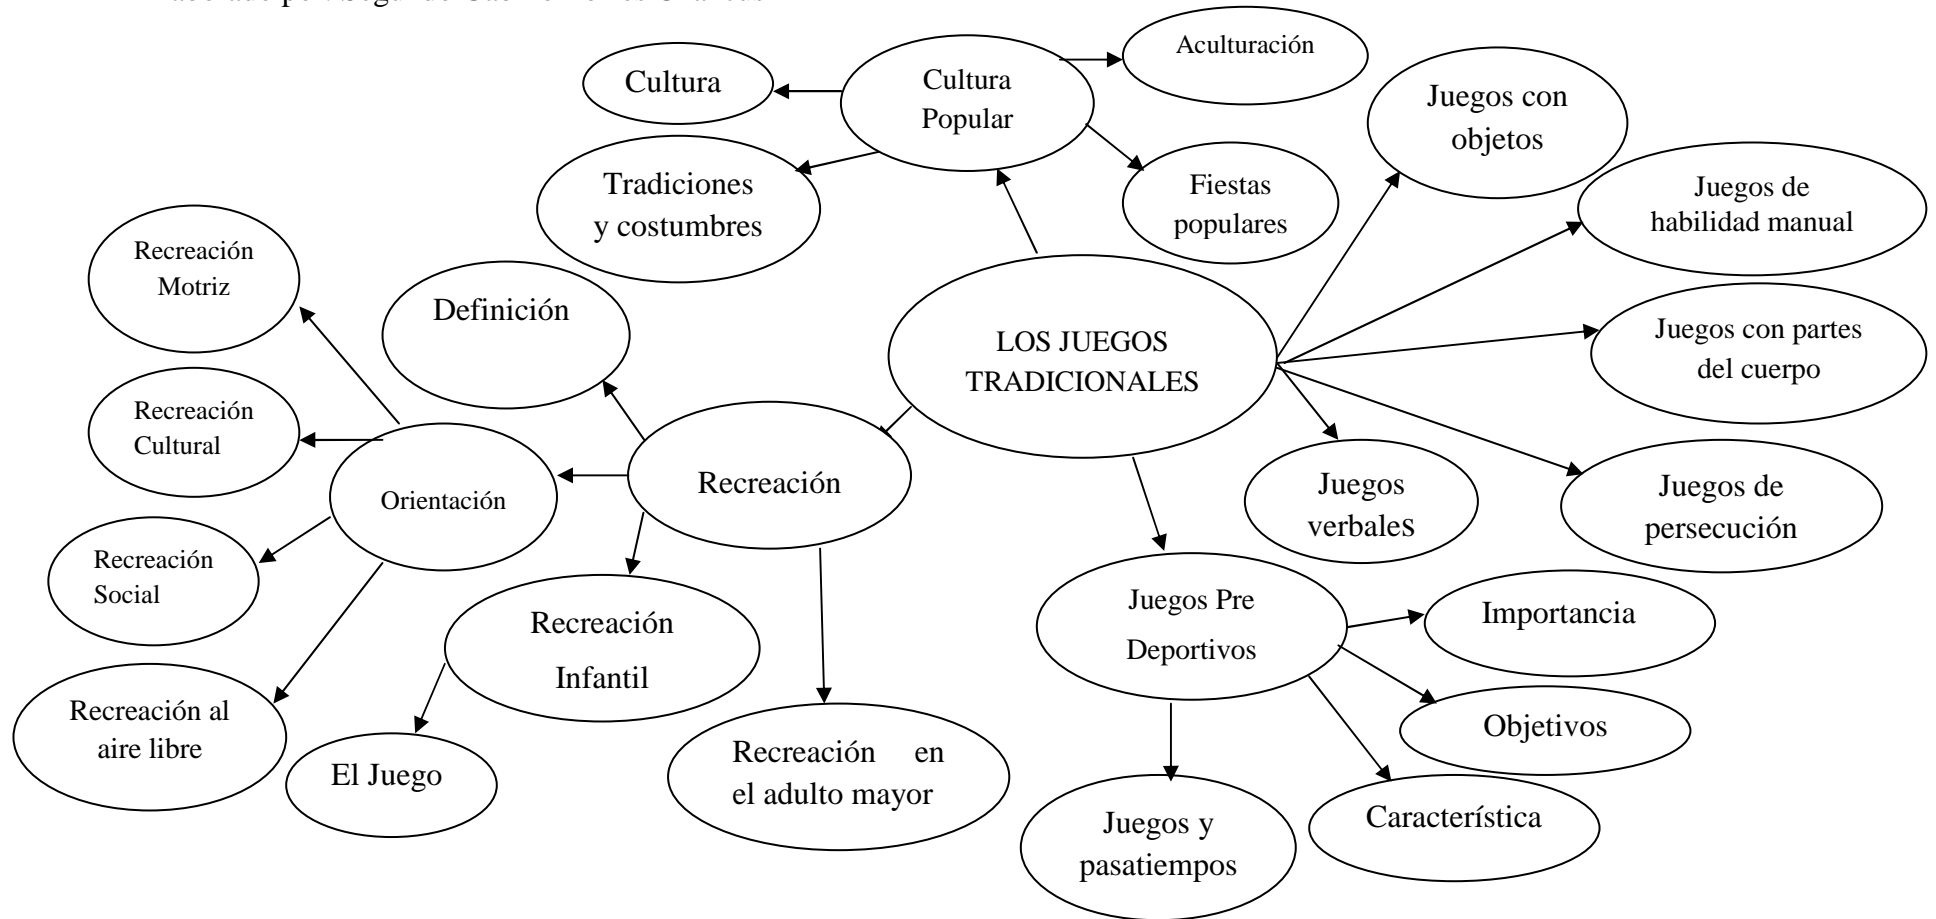 Aculturación
Cultura
Cultura
Popular
Juegos con
objetos
Tradiciones
y costumbres
Fiestas
populares
Juegos de
habilidad manual
Recreación
Motriz
Definición
LOS JUEGOS
TRADICIONALES
Juegos con partes
del cuerpo
Recreación
Cultural
Orientación
Recreación
Juegos
verbales
Juegos de
persecución
Recreación
Social
Recreación
Infantil
Juegos Pre
Deportivos
Importancia
Recreación al
aire libre
El Juego
Recreación en
el adulto mayor
Objetivos
Juegos y
pasatiempos
Característica